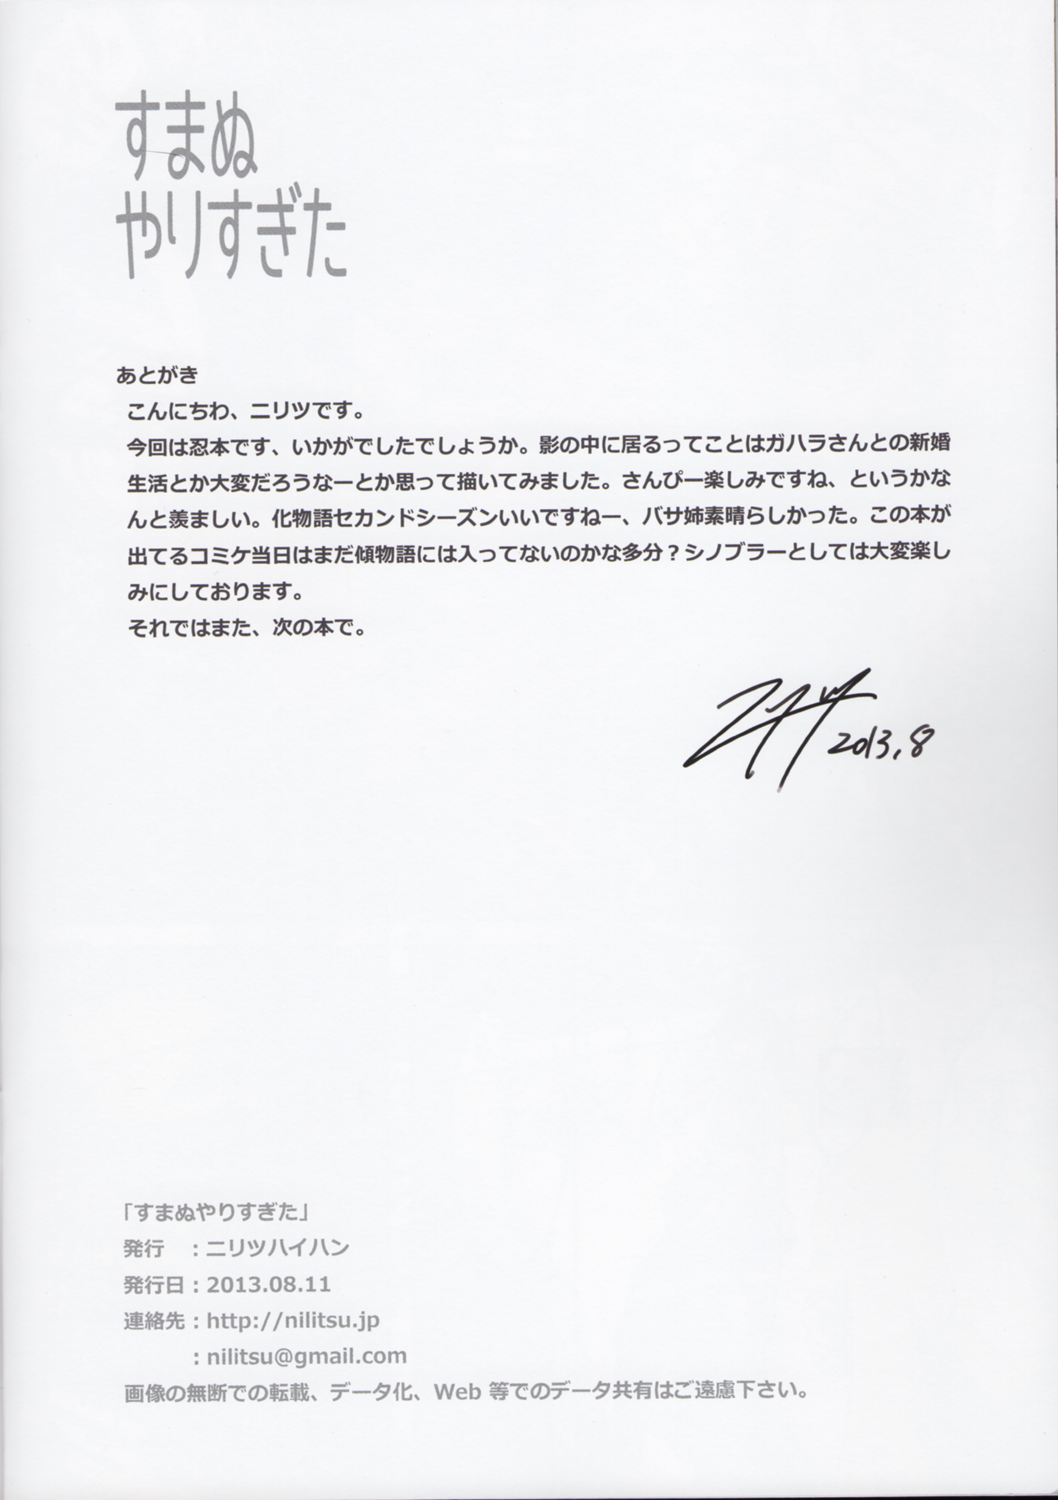 すまぬ
やりすぎた
あとがき
こんにちわ、ニリツです。
今回は忍本です、いかがでしたでしょうか。影の中に居るってことはガハラさんとの新婚
生活とか大変だろうなーとか思って描いてみました。さんぴー楽しみですね、というかな
んと羨ましい。化物語セカンドシーズンいいですねー、バサ姉素晴らしかった。この本が
出てるコミケ当日はまだ傾物語には入ってないのかな多分？シノブラーとしては大変楽し
みにしております。
それではまた、次の本で。
ニリツ 2013.8
「すまぬやりすぎた」
発行　：ニリツハイハン
発行日：2013.08.11
連絡先：http://nilitsu.jp
：nilitsu@gmail.com
画像の無断での転載、データ化、Web 等でのデータ共有はご遠慮下さい。